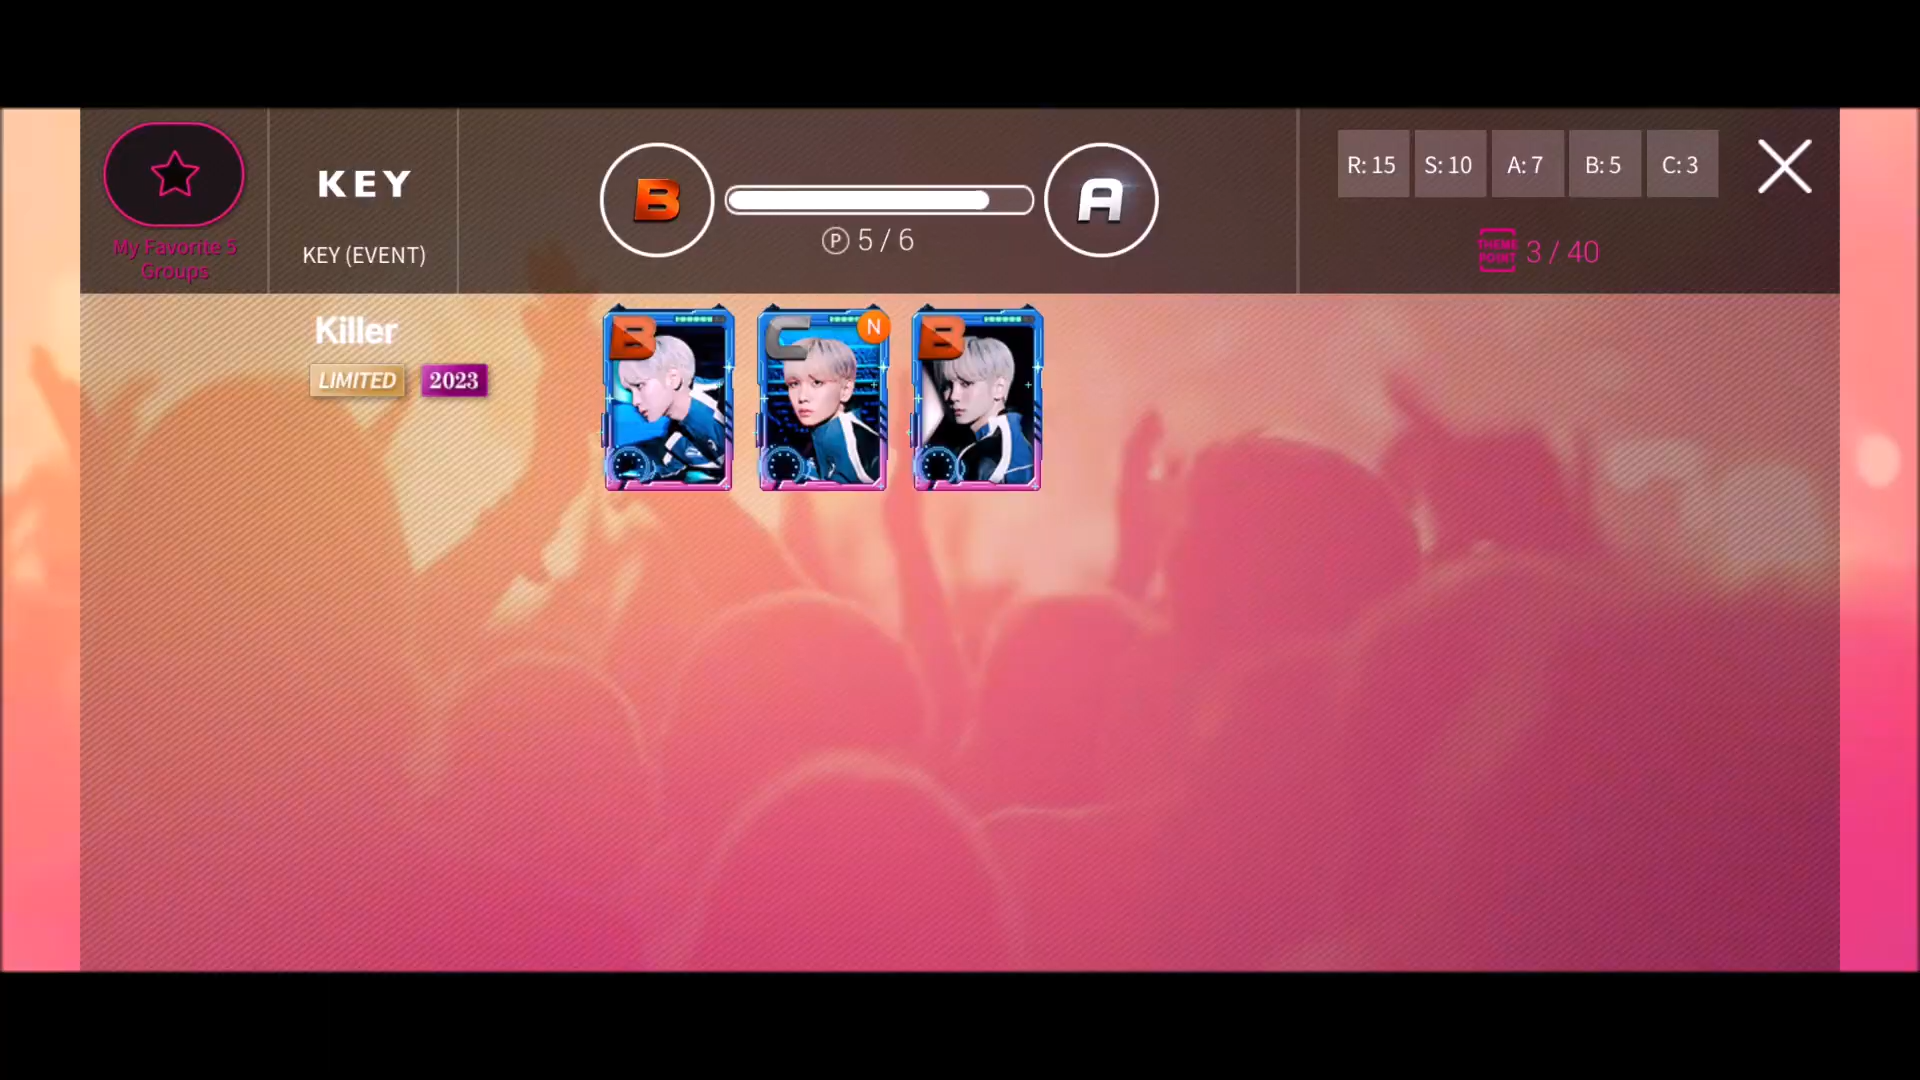 My Favorite 5
Groups
KEY
KEY (EVENT)
B
A
P 5 / 6
R: 15 S: 10 A: 7 B: 5 C: 3
THEME
POINT
3 / 40
Killer
LIMITED 2023
B C N B